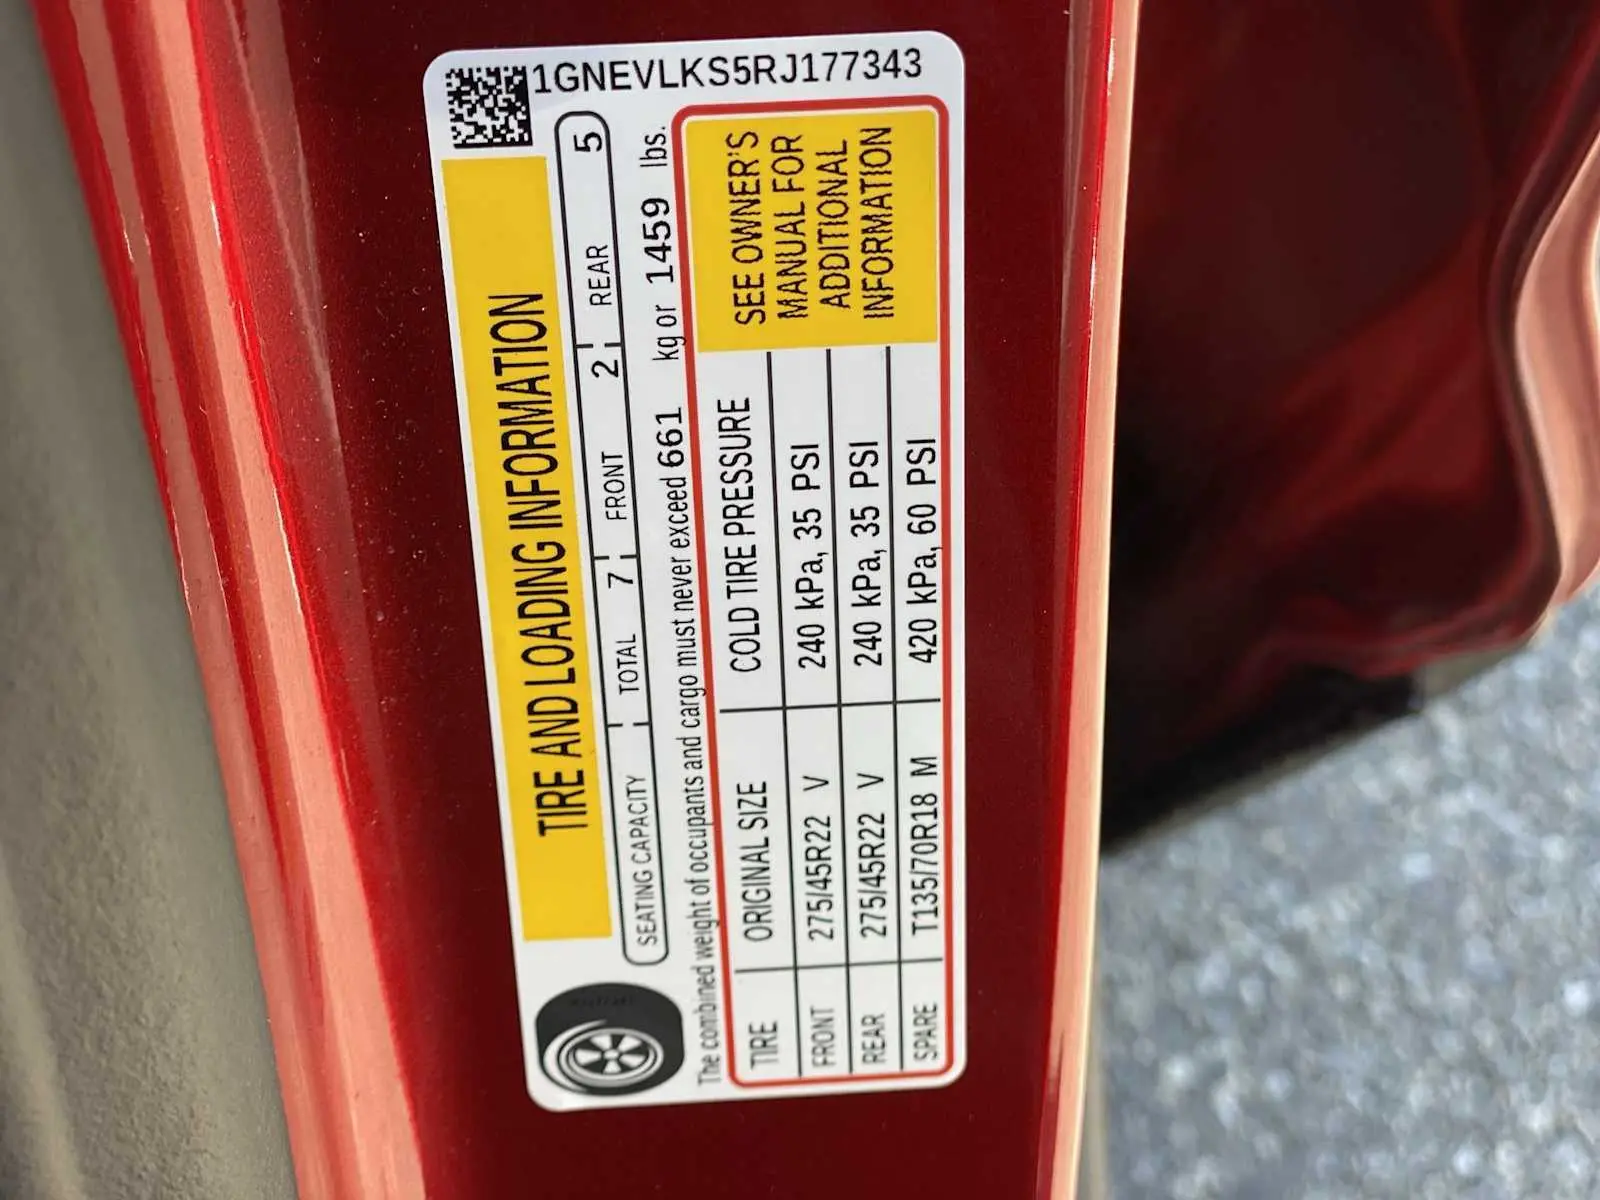 1GNEVLKS5RJ177343
TIRE AND LOADING INFORMATION
SEATING CAPACITY TOTAL 7 FRONT 2 REAR 5
The combined weight of occupants and cargo must never exceed 661 kg or 1459 lbs.
TIRE ORIGINAL SIZE COLD TIRE PRESSURE
FRONT 275/45R22 V 240 kPa, 35 PSI
REAR 275/45R22 V 240 kPa, 35 PSI
SPARE T135/70R18 M 420 kPa, 60 PSI
SEE OWNER'S
MANUAL FOR
ADDITIONAL
INFORMATION